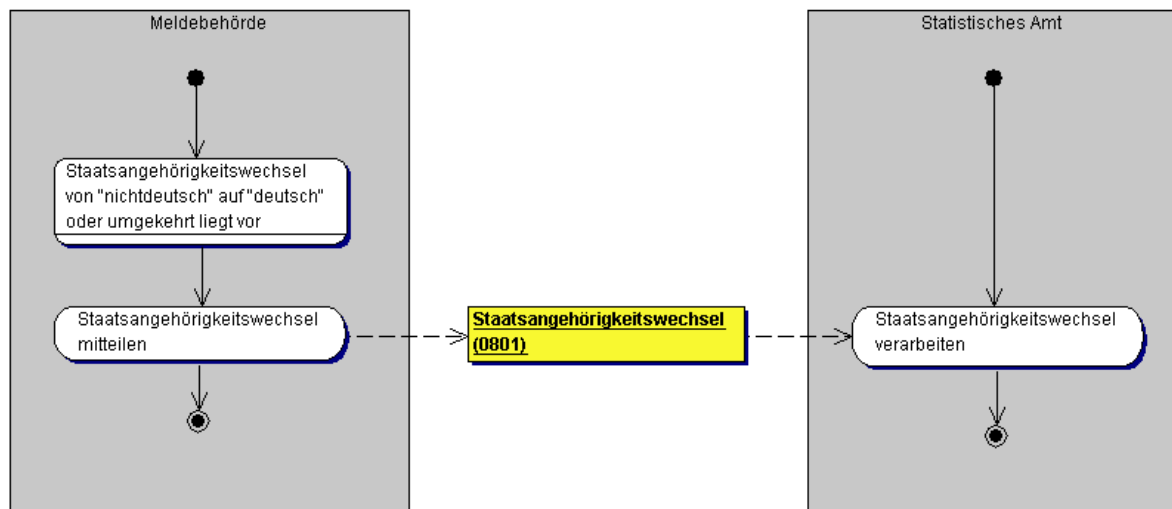 Meldebehörde
Statistisches Amt
Staatsangehörigkeitswechsel
von "nichtdeutsch" auf "deutsch"
oder umgekehrt liegt vor
Staatsangehörigkeitswechsel
mitteilen
Staatsangehörigkeitswechsel
(0801)
Staatsangehörigkeitswechsel
verarbeiten